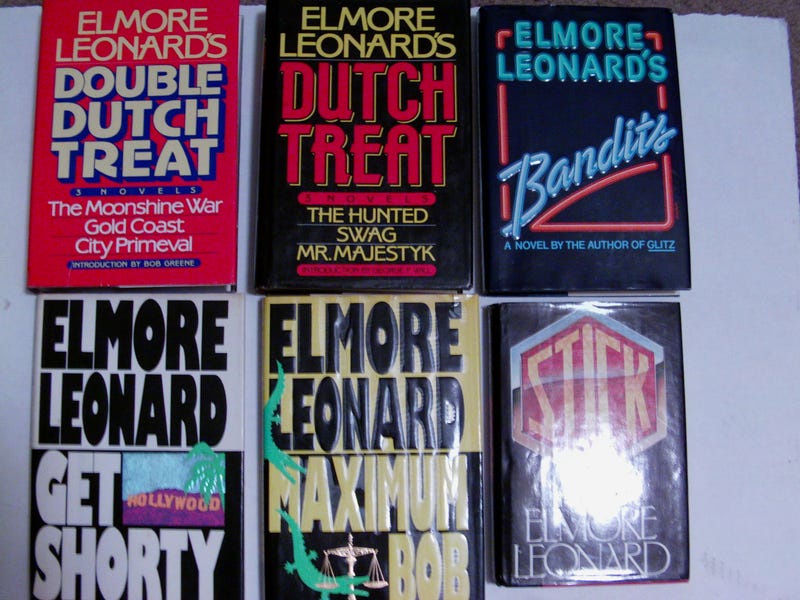 ELMORE
LEONARD'S
DOUBLE
DUTCH
TREAT
3 NOVELS
The Moonshine War
Gold Coast
City Primeval
INTRODUCTION BY BOB GREENE
ELMORE
LEONARD'S
DUTCH
TREAT
3 NOVELS
THE HUNTED
SWAG
MR. MAJESTYK
INTRODUCTION BY GEORGE F. WILL
ELMORE
LEONARD'S
Bandits
A NOVEL BY THE AUTHOR OF GLITZ
ELMORE
LEONARD
GET
HOLLYWOOD
SHORTY
ELMORE
LEONARD
MAXIMUM
BOB
STICK
ELMORE
LEONARD